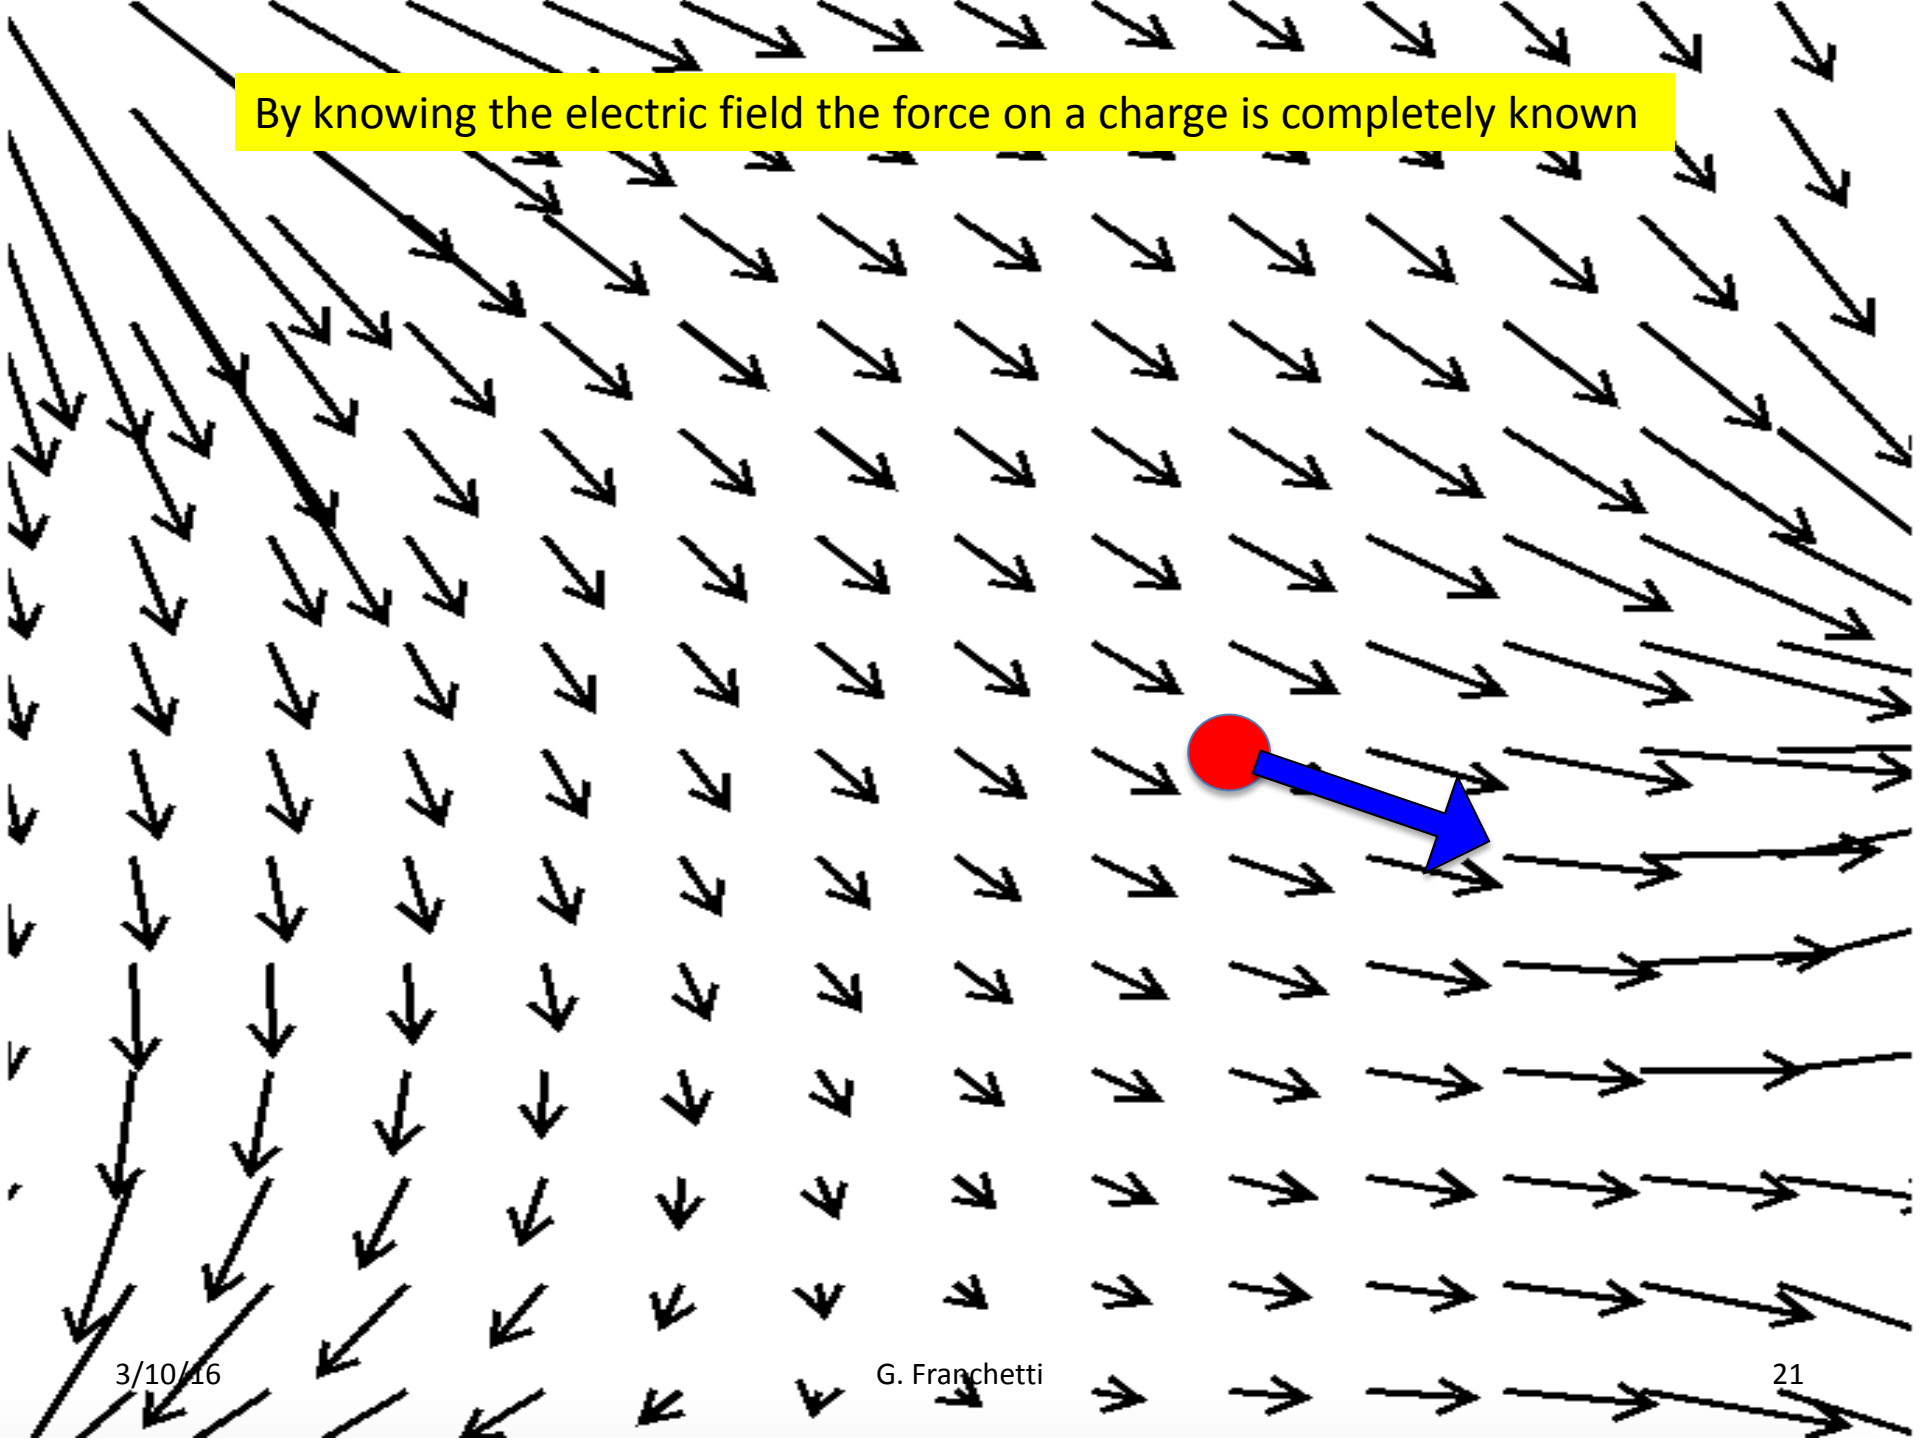 By knowing the electric field the force on a charge is completely known
3/10/16
G. Franchetti
21